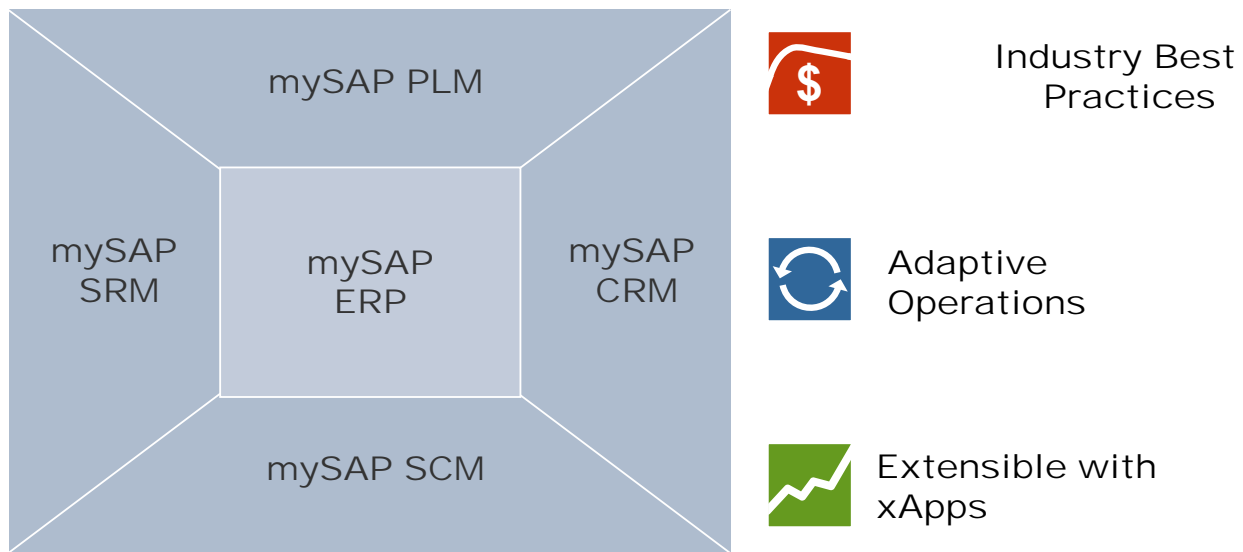 mySAP PLM
mySAP
SRM
mySAP
ERP
mySAP
CRM
mySAP SCM
$
Industry Best
Practices
Adaptive
Operations
Extensible with
xApps